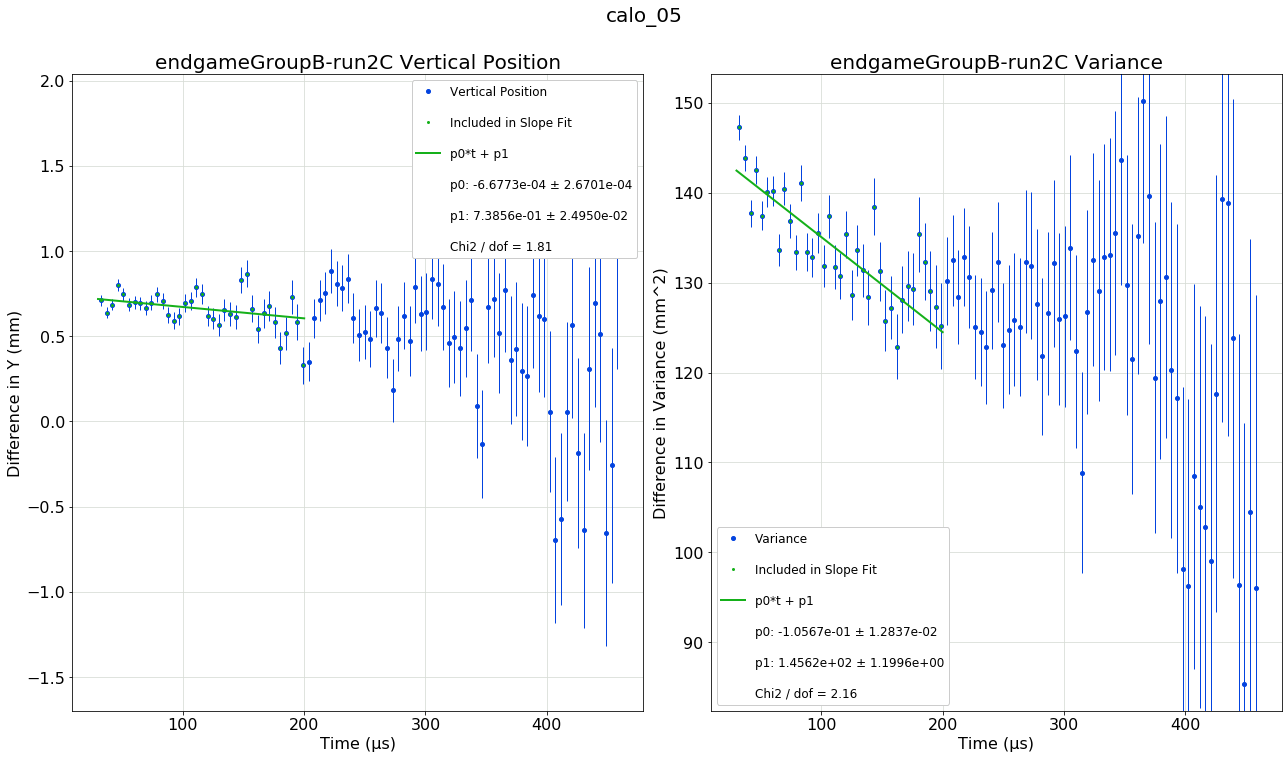 calo_05
endgameGroupB-run2C Vertical Position
2.0
1.5
1.0
0.5
0.0
−0.5
−1.0
−1.5
Difference in Y (mm)
100
200
300
400
Time (μs)
Vertical Position
Included in Slope Fit
p0*t + p1
p0: -6.6773e-04 ± 2.6701e-04
p1: 7.3856e-01 ± 2.4950e-02
Chi2 / dof = 1.81
endgameGroupB-run2C Variance
150
140
130
120
110
100
90
Difference in Variance (mm^2)
100
200
300
400
Time (μs)
Variance
Included in Slope Fit
p0*t + p1
p0: -1.0567e-01 ± 1.2837e-02
p1: 1.4562e+02 ± 1.1996e+00
Chi2 / dof = 2.16